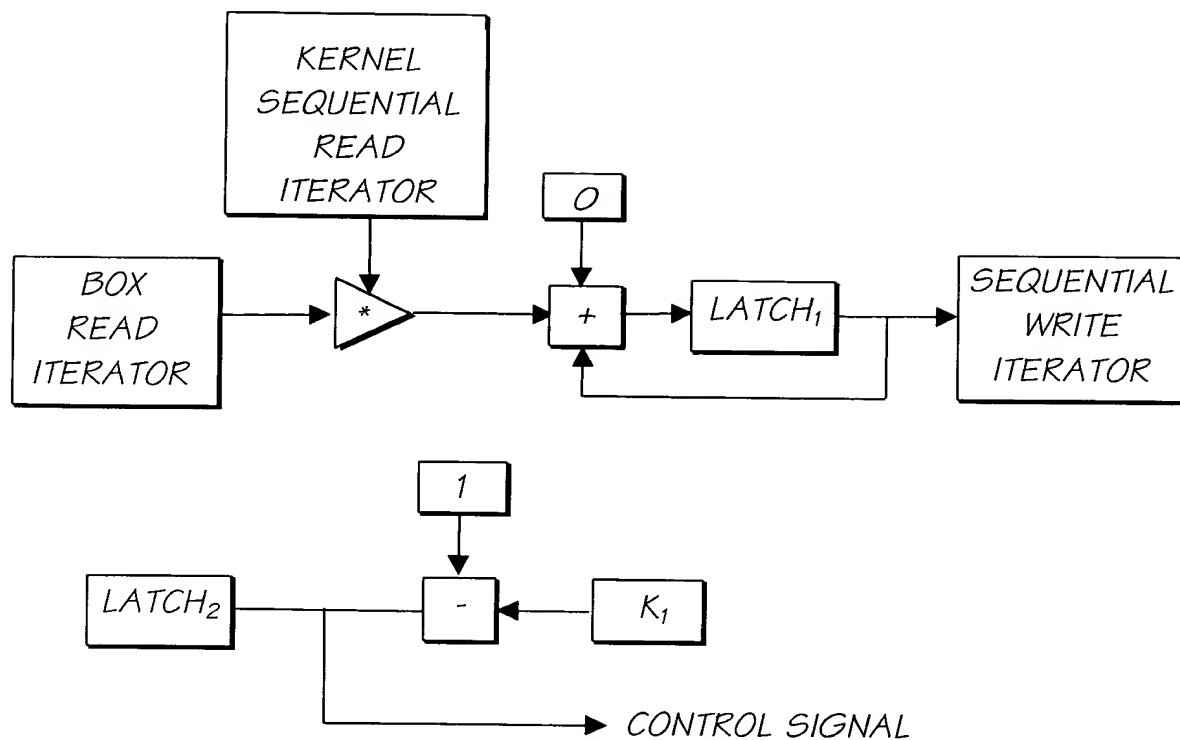 KERNEL
SEQUENTIAL
READ
ITERATOR
0
BOX
READ
ITERATOR
*
+
LATCH₁
SEQUENTIAL
WRITE
ITERATOR
1
LATCH₂
-
K₁
CONTROL SIGNAL